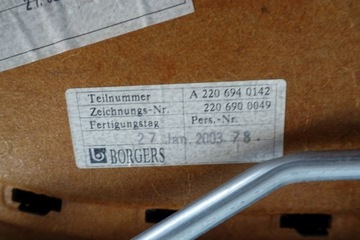 Teilnummer A 220 694 0142
Zeichnungs-Nr. 220 690 0049
Fertigungstag Pers.-Nr.
27 Jan. 2003 78.
BORGERS